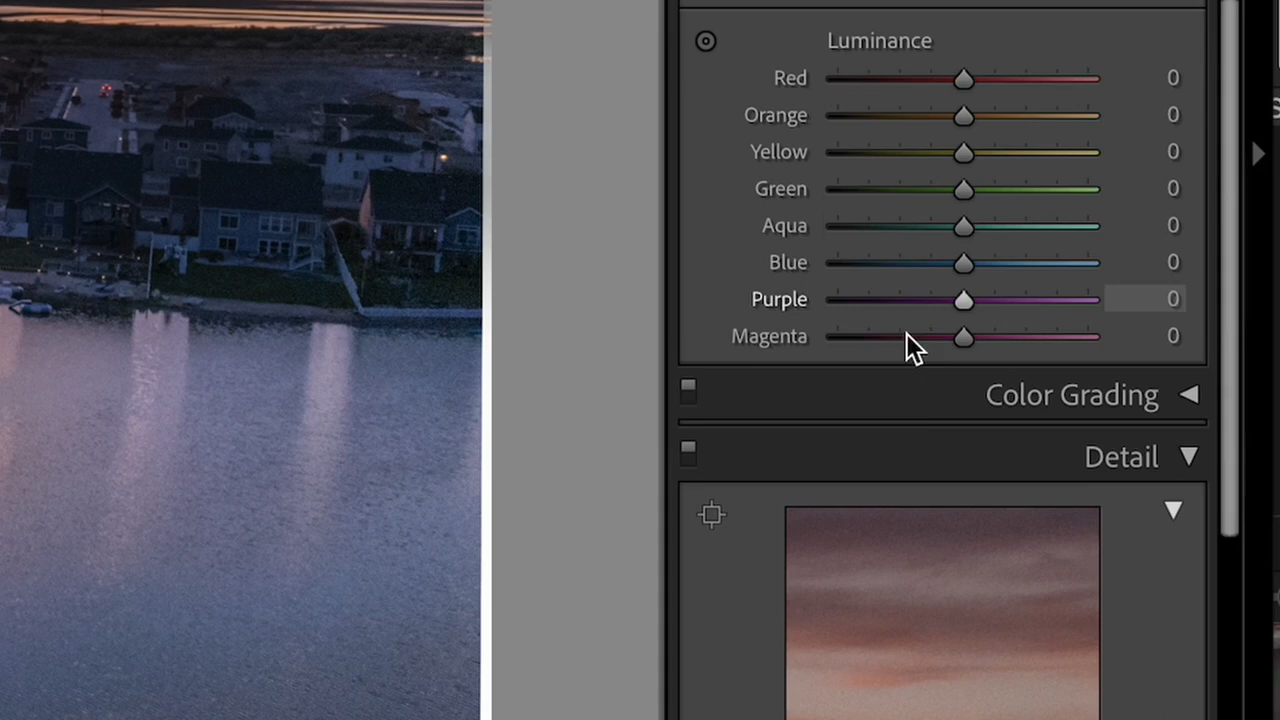 Luminance
Red 0
Orange 0
Yellow 0
Green 0
Aqua 0
Blue 0
Purple 0
Magenta 0
Color Grading
Detail